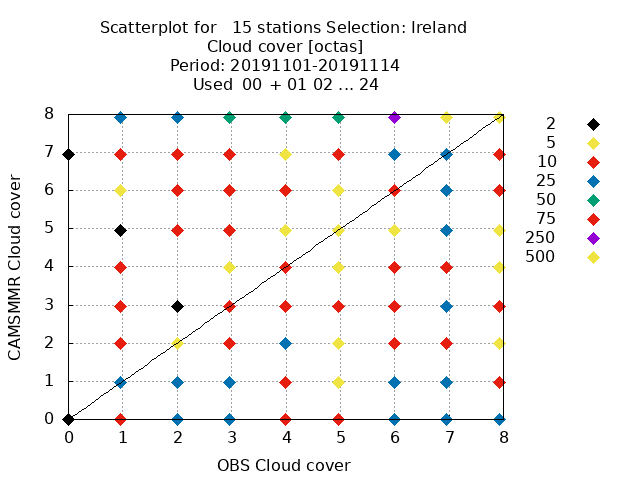 Scatterplot for 15 stations Selection: Ireland
Cloud cover [octas]
Period: 20191101-20191114
Used 00 + 01 02 ... 24
8
7
6
5
4
3
2
1
0
CAMSMMR Cloud cover
0 1 2 3 4 5 6 7 8
OBS Cloud cover
2
5
10
25
50
75
250
500